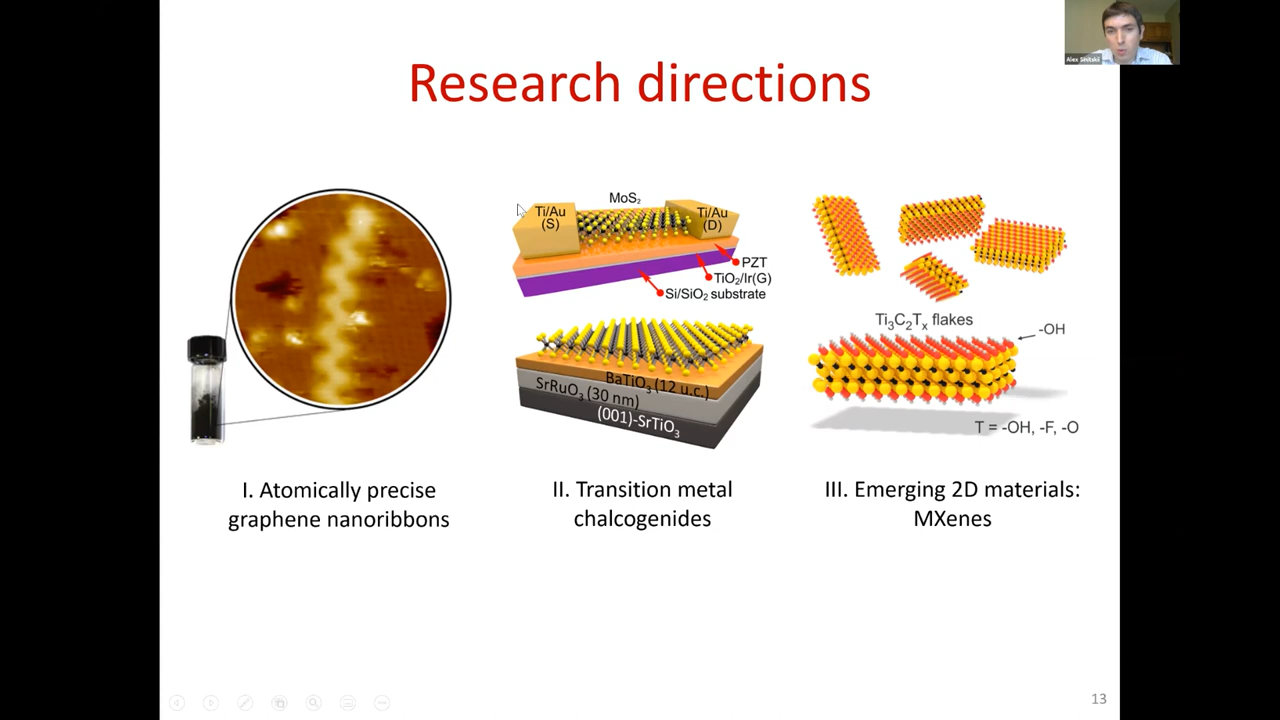 Alex Sinitskii
Research directions
MoS₂
Ti/Au
(S)
Ti/Au
(D)
PZT
TiO₂/Ir(G)
Si/SiO₂ substrate
BaTiO₃ (12 u.c.)
SrRuO₃ (30 nm)
(001)-SrTiO₃
Ti₃C₂Tₓ flakes
-OH
T = -OH, -F, -O
I. Atomically precise
graphene nanoribbons
II. Transition metal
chalcogenides
III. Emerging 2D materials:
MXenes
13